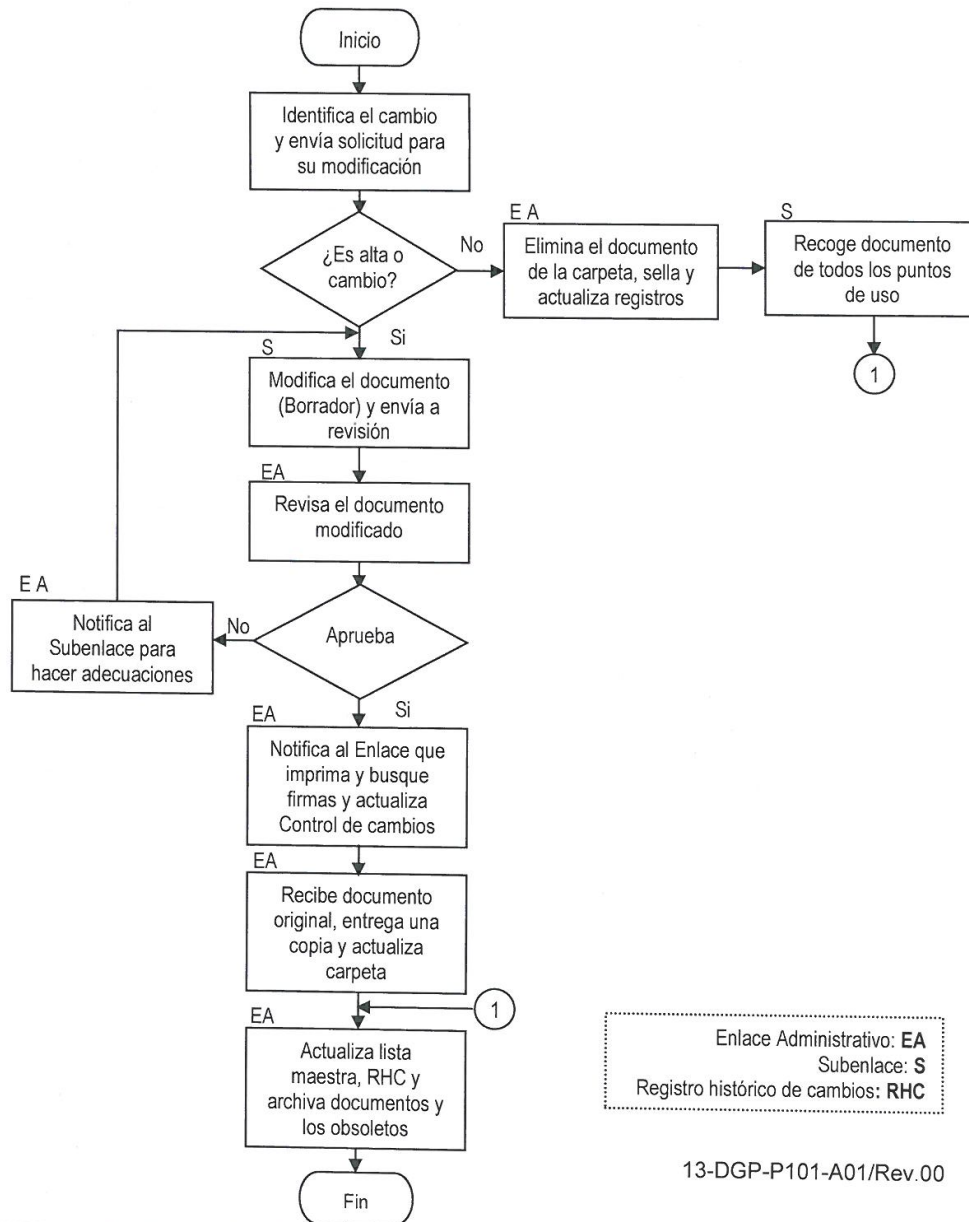 Inicio
Identifica el cambio
y envía solicitud para
su modificación
¿Es alta o
cambio?
No
E A
Elimina el documento
de la carpeta, sella y
actualiza registros
S
Recoge documento
de todos los puntos
de uso
1
Si
S
Modifica el documento
(Borrador) y envía a
revisión
EA
Revisa el documento
modificado
Aprueba
No
E A
Notifica al
Subenlace para
hacer adecuaciones
Si
EA
Notifica al Enlace que
imprima y busque
firmas y actualiza
Control de cambios
EA
Recibe documento
original, entrega una
copia y actualiza
carpeta
1
EA
Actualiza lista
maestra, RHC y
archiva documentos y
los obsoletos
Fin
Enlace Administrativo: EA
Subenlace: S
Registro histórico de cambios: RHC
13-DGP-P101-A01/Rev.00